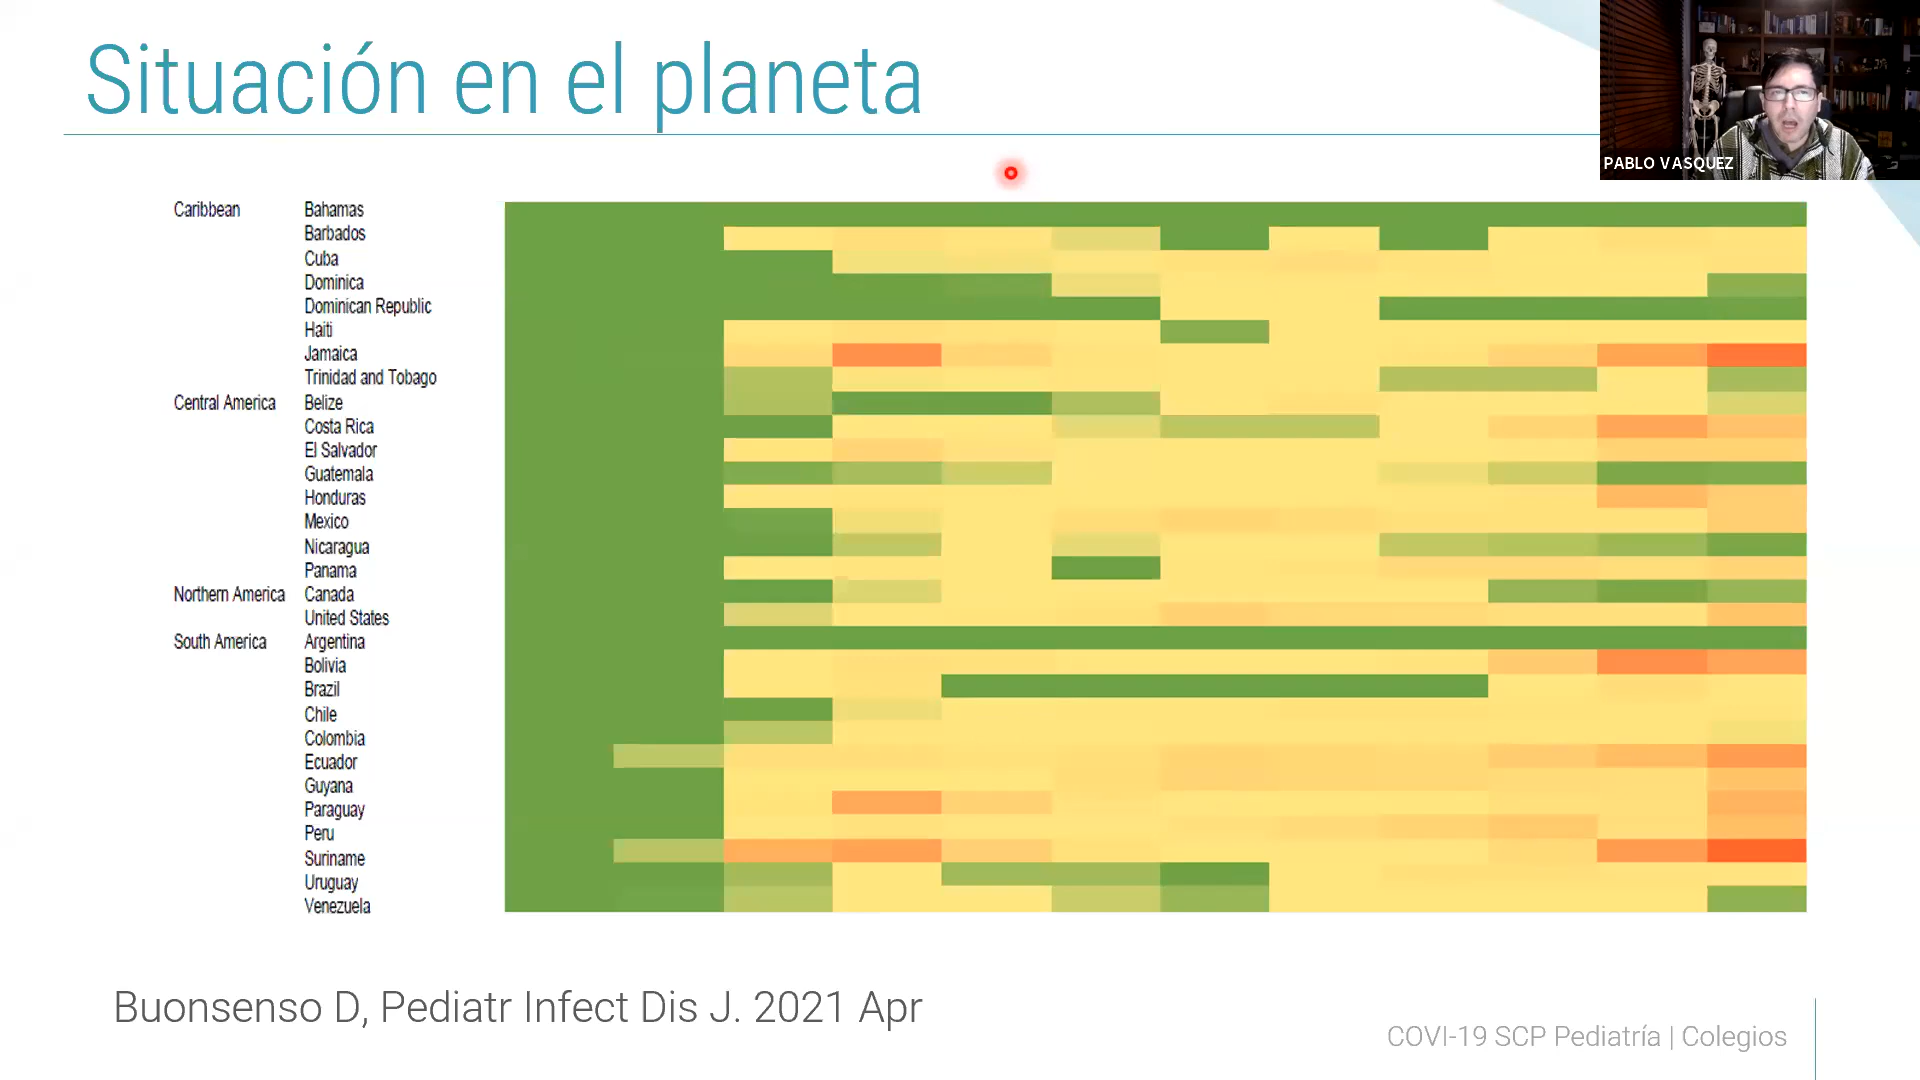 Situación en el planeta
PABLO VASQUEZ
Caribbean Bahamas
Barbados
Cuba
Dominica
Dominican Republic
Haiti
Jamaica
Trinidad and Tobago
Central America Belize
Costa Rica
El Salvador
Guatemala
Honduras
Mexico
Nicaragua
Panama
Northern America Canada
United States
South America Argentina
Bolivia
Brazil
Chile
Colombia
Ecuador
Guyana
Paraguay
Peru
Suriname
Uruguay
Venezuela
Buonsenso D, Pediatr Infect Dis J. 2021 Apr
COVI-19 SCP Pediatría | Colegios